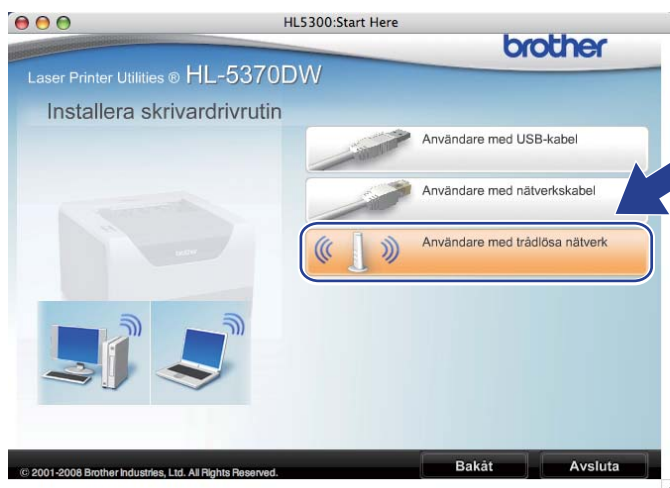 HL5300:Start Here
brother
Laser Printer Utilities ® HL-5370DW
Installera skrivardrivrutin
Användare med USB-kabel
Användare med nätverkskabel
Användare med trådlösa nätverk
© 2001-2008 Brother Industries, Ltd. All Rights Reserved.
Bakåt
Avsluta